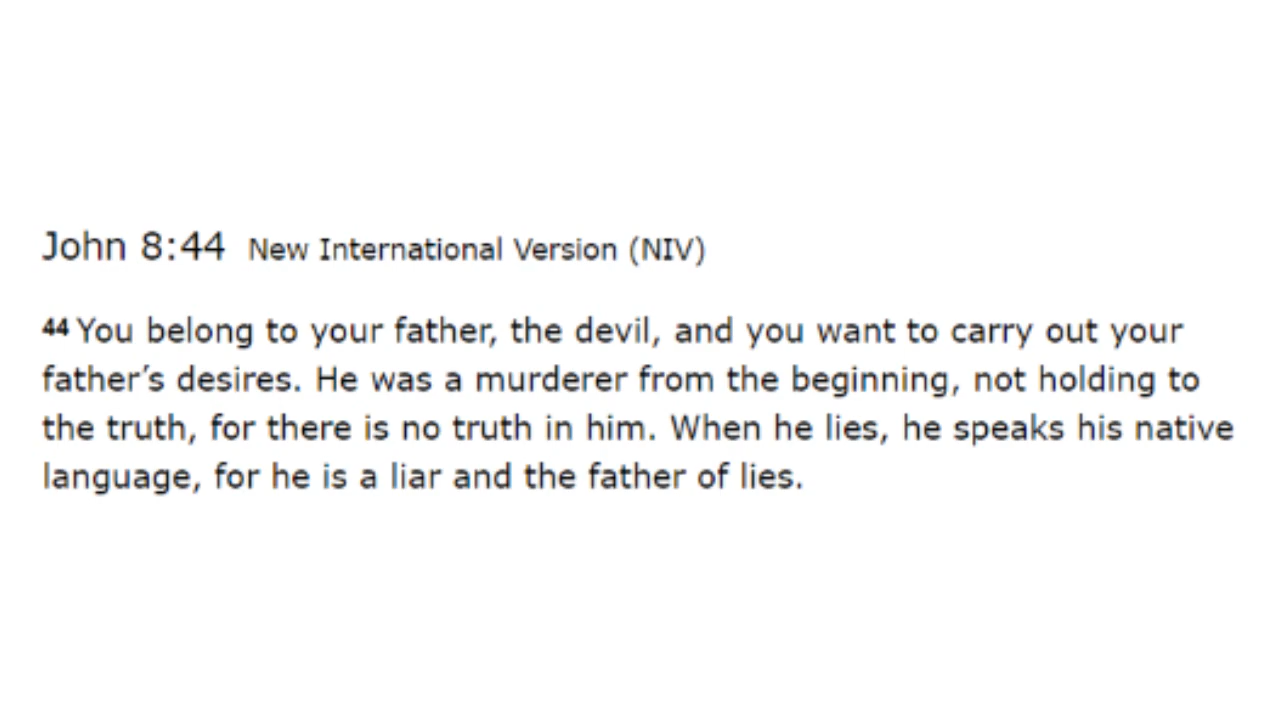 John 8:44 New International Version (NIV)
44 You belong to your father, the devil, and you want to carry out your
father’s desires. He was a murderer from the beginning, not holding to
the truth, for there is no truth in him. When he lies, he speaks his native
language, for he is a liar and the father of lies.